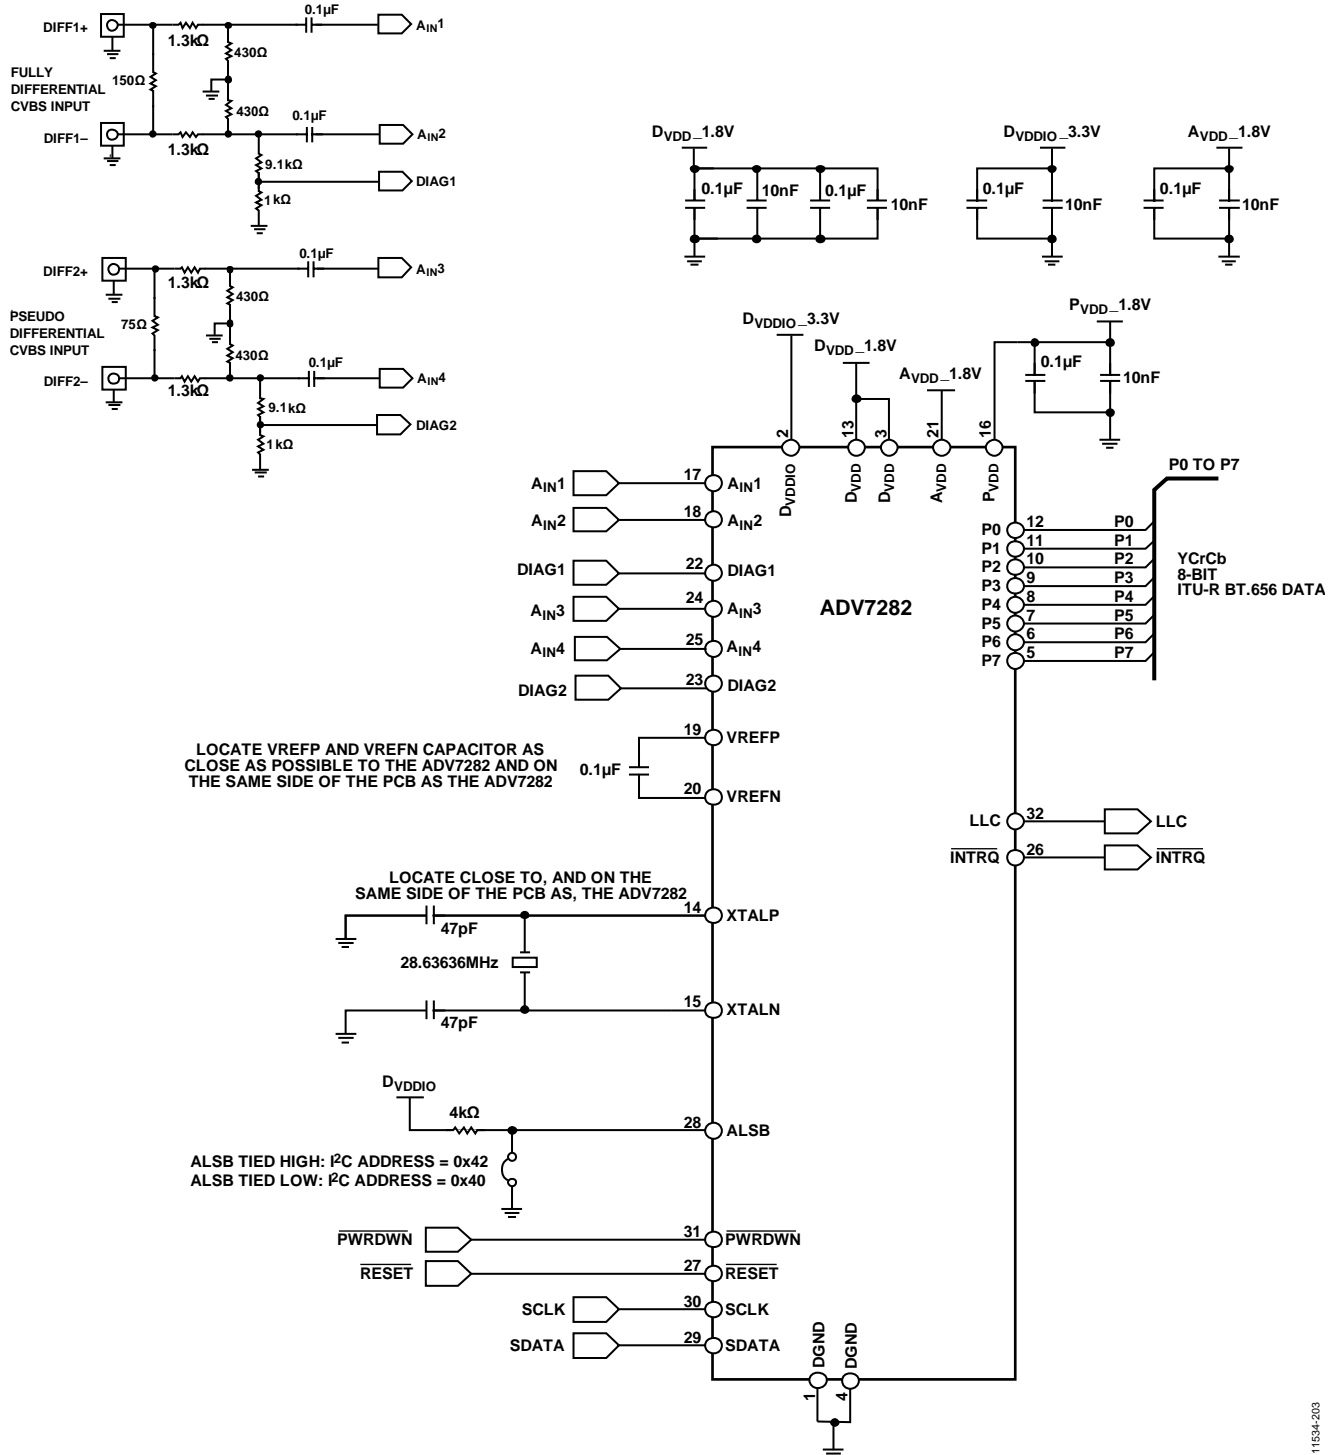 DIFF1+
1.3kΩ
0.1µF
AIN1
430Ω
FULLY
DIFFERENTIAL
CVBS INPUT
150Ω
430Ω
0.1µF
DIFF1–
1.3kΩ
AIN2
9.1kΩ
DIAG1
1kΩ
DIFF2+
1.3kΩ
0.1µF
AIN3
430Ω
PSEUDO
DIFFERENTIAL
CVBS INPUT
75Ω
430Ω
0.1µF
DIFF2–
1.3kΩ
AIN4
9.1kΩ
DIAG2
1kΩ
DVDD_1.8V
0.1µF
10nF
0.1µF
10nF
DVDDIO_3.3V
0.1µF
10nF
AVDD_1.8V
0.1µF
10nF
DVDDIO_3.3V
DVDD_1.8V
AVDD_1.8V
PVDD_1.8V
0.1µF
10nF
2
13
3
21
16
DVDDIO
DVDD
DVDD
AVDD
PVDD
AIN1
17
AIN1
AIN2
18
AIN2
DIAG1
22
DIAG1
AIN3
24
AIN3
AIN4
25
AIN4
DIAG2
23
DIAG2
ADV7282
P0 TO P7
P0
12
P0
P1
11
P1
P2
10
P2
P3
9
P3
P4
8
P4
P5
7
P5
P6
6
P6
P7
5
P7
YCrCb
8-BIT
ITU-R BT.656 DATA
LOCATE VREFP AND VREFN CAPACITOR AS
CLOSE AS POSSIBLE TO THE ADV7282 AND ON
THE SAME SIDE OF THE PCB AS THE ADV7282
0.1µF
19
VREFP
20
VREFN
LLC
32
LLC
INTRQ
26
INTRQ
LOCATE CLOSE TO, AND ON THE
SAME SIDE OF THE PCB AS, THE ADV7282
47pF
14
XTALP
28.63636MHz
47pF
15
XTALN
DVDDIO
4kΩ
28
ALSB
ALSB TIED HIGH: I2C ADDRESS = 0x42
ALSB TIED LOW: I2C ADDRESS = 0x40
PWRDWN
31
PWRDWN
RESET
27
RESET
SCLK
30
SCLK
SDATA
29
SDATA
DGND
DGND
1
4
11534-203